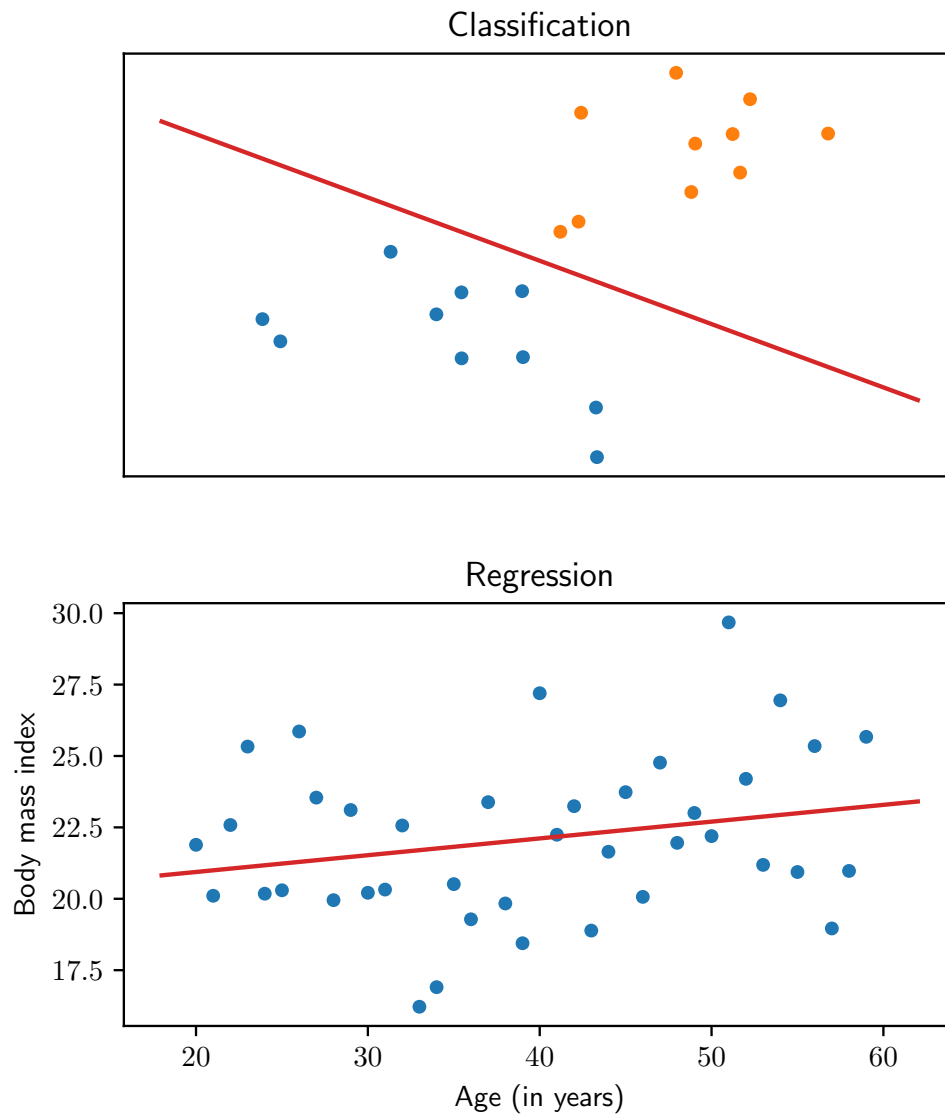 Classification
Regression
30.0
27.5
25.0
22.5
20.0
17.5
Body mass index
20 30 40 50 60
Age (in years)